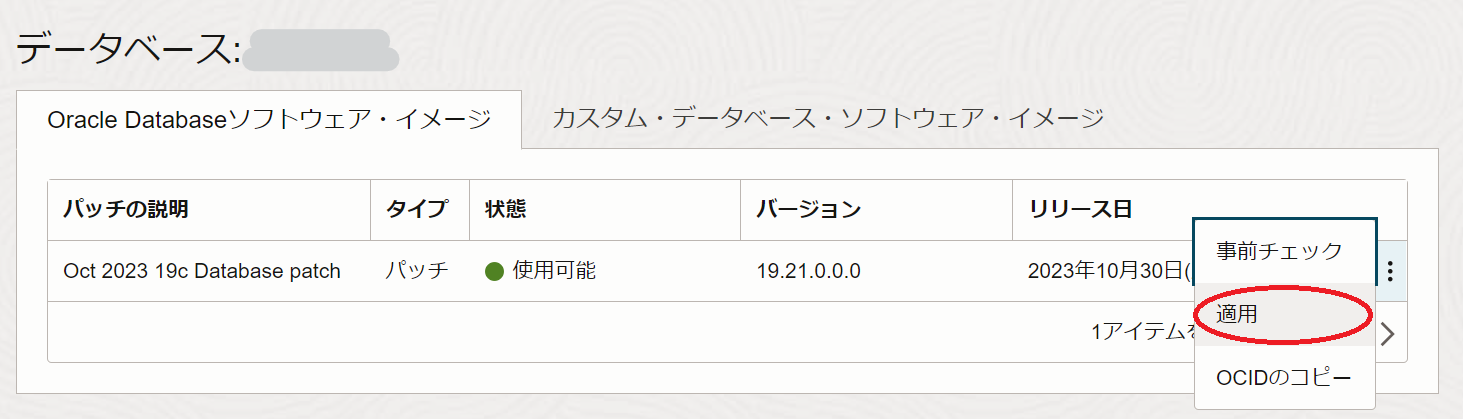 データベース:
Oracle Databaseソフトウェア・イメージ カスタム・データベース・ソフトウェア・イメージ
パッチの説明 タイプ 状態 バージョン リリース日
事前チェック
Oct 2023 19c Database patch パッチ 使用可能 19.21.0.0.0 2023年10月30日(
適用
1アイテムを
OCIDのコピー